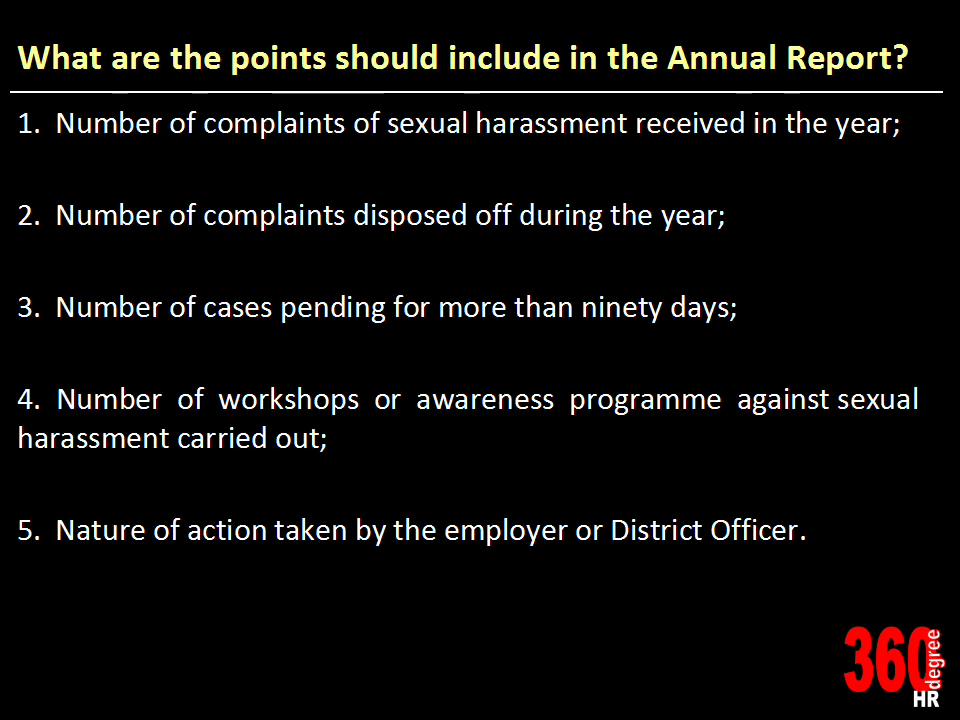 What are the points should include in the Annual Report?
1. Number of complaints of sexual harassment received in the year;
2. Number of complaints disposed off during the year;
3. Number of cases pending for more than ninety days;
4. Number of workshops or awareness programme against sexual
harassment carried out;
5. Nature of action taken by the employer or District Officer.
360
degree
HR